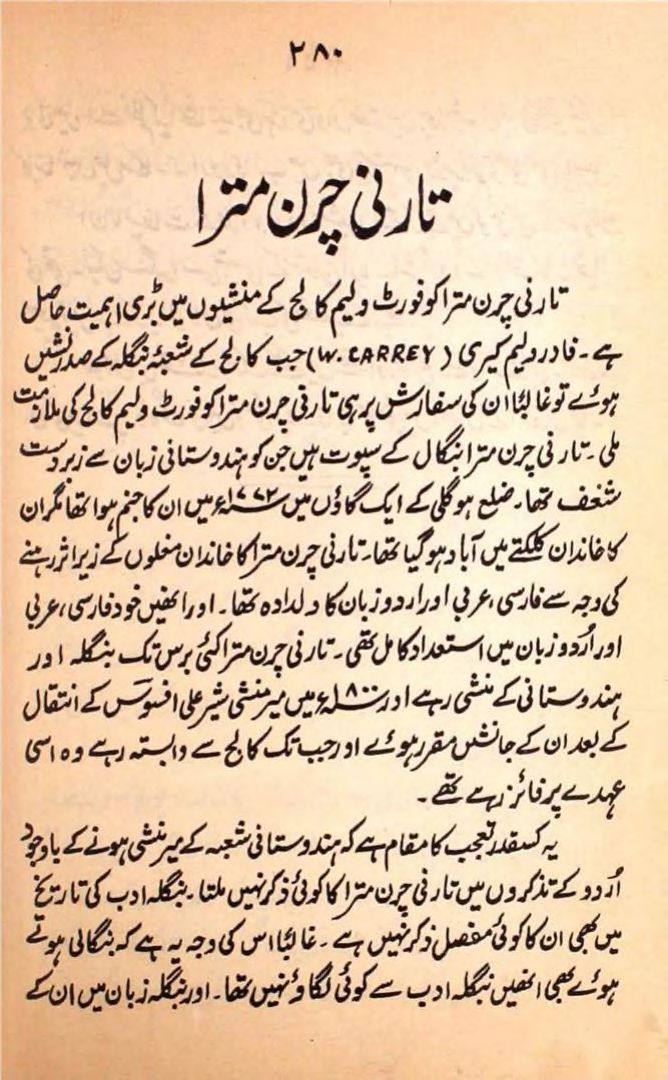 ۲۸۰
تارنی چرن مترا
تارنی چرن مترا کو فورٹ ولیم کالج کے منشیوں میں بڑی اہمیت حاصل
ہے۔ فادر ولیم کیری (W. CARREY) جب کالج کے شعبۂ بنگلہ کے صدر نشیں
ہوئے تو غالبًا ان کی سفارش پر ہی تارنی چرن مترا کو فورٹ ولیم کالج کی ملازمت
ملی۔ تارنی چرن مترا بنگال کے سپوت ہیں جن کو ہندوستانی زبان سے زبردست
شغف تھا۔ ضلع ہوگلی کے ایک گاؤں میں ۱۷۷۲ء میں ان کا جنم ہوا تھا مگر ان
کا خاندان کلکتے میں آباد ہو گیا تھا۔ تارنی چرن مترا کا خاندان مغلوں کے زیر اثر رہنے
کی وجہ سے فارسی، عربی اور اردو زبان کا دلدادہ تھا۔ اور انھیں خود فارسی، عربی
اور اُردو زبان میں استعداد کامل تھی۔ تارنی چرن مترا کئی برس تک بنگلہ اور
ہندوستانی کے منشی رہے اور ۱۸۰۰ء میں میر منشی شیر علی افسوس کے انتقال
کے بعد ان کے جانشں مقرر ہوئے اور جب تک کالج سے وابستہ رہے وہ اسی
عہدے پر فائز رہے تھے۔
یہ کسقدر تعجب کا مقام ہے کہ ہندوستانی شعبہ کے میر منشی ہونے کے باوجود
اُردو کے تذکروں میں تارنی چرن مترا کا کوئی ذکر نہیں ملتا۔ بنگلہ ادب کی تاریخ
میں بھی ان کا کوئی مفصل ذکر نہیں ہے۔ غالبًا اس کی وجہ یہ ہے کہ بنگالی ہوتے
ہوئے بھی انھیں بنگلہ ادب سے کوئی لگاؤ نہیں تھا۔ اور بنگلہ زبان میں ان کے